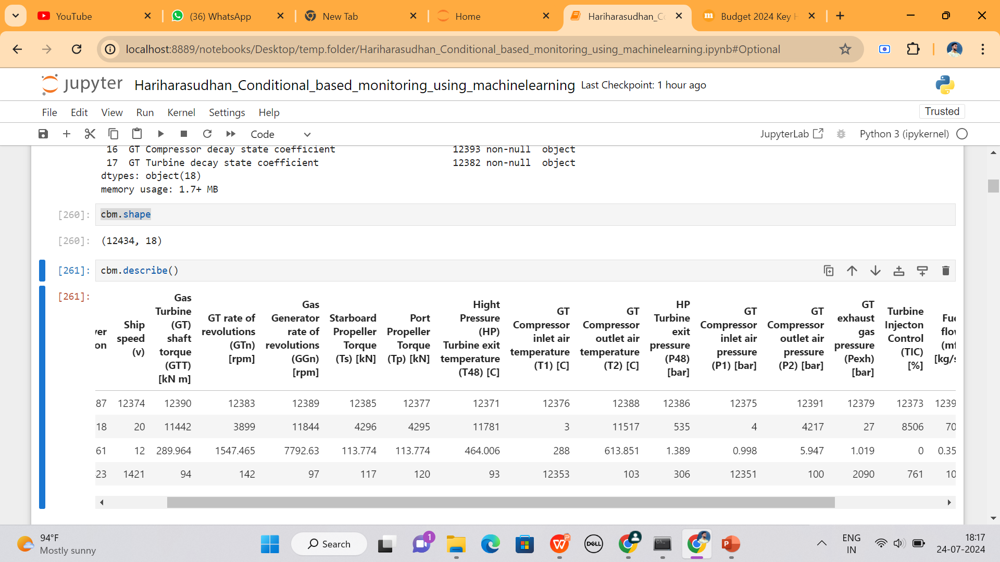 YouTube
(36) WhatsApp
New Tab
Home
Hariharasudhan_C
Budget 2024 Key H
localhost:8889/notebooks/Desktop/temp.folder/Hariharasudhan_Conditional_based_monitoring_using_machinelearning.ipynb#Optional
jupyter Hariharasudhan_Conditional_based_monitoring_using_machinelearning Last Checkpoint: 1 hour ago
File Edit View Run Kernel Settings Help Trusted
Code JupyterLab Python 3 (ipykernel)
16 GT Compressor decay state coefficient 12393 non-null object
17 GT Turbine decay state coefficient 12382 non-null object
dtypes: object(18)
memory usage: 1.7+ MB
[260]: cbm.shape
[260]: (12434, 18)
[261]: cbm.describe()
[261]:
ver
on
Ship
speed
(v)
Gas
Turbine
(GT)
shaft
torque
(GTT)
[kN m]
GT rate of
revolutions
(GTn)
[rpm]
Gas
Generator
rate of
revolutions
(GGn)
[rpm]
Starboard
Propeller
Torque
(Ts) [kN]
Port
Propeller
Torque
(Tp) [kN]
Hight
Pressure
(HP)
Turbine exit
temperature
(T48) [C]
GT
Compressor
inlet air
temperature
(T1) [C]
GT
Compressor
outlet air
temperature
(T2) [C]
HP
Turbine
exit
pressure
(P48)
[bar]
GT
Compressor
inlet air
pressure
(P1) [bar]
GT
Compressor
outlet air
pressure
(P2) [bar]
GT
exhaust
gas
pressure
(Pexh)
[bar]
Turbine
Injecton
Control
(TIC)
[%]
Fue
flow
(mf
[kg/s
87 12374 12390 12383 12389 12385 12377 12371 12376 12388 12386 12375 12391 12379 12373 1239
18 20 11442 3899 11844 4296 4295 11781 3 11517 535 4 4217 27 8506 70
61 12 289.964 1547.465 7792.63 113.774 113.774 464.006 288 613.851 1.389 0.998 5.947 1.019 0 0.35
23 1421 94 142 97 117 120 93 12353 103 306 12351 100 2090 761 10
94°F
Mostly sunny
Search
1
DELL
ENG
IN
18:17
24-07-2024